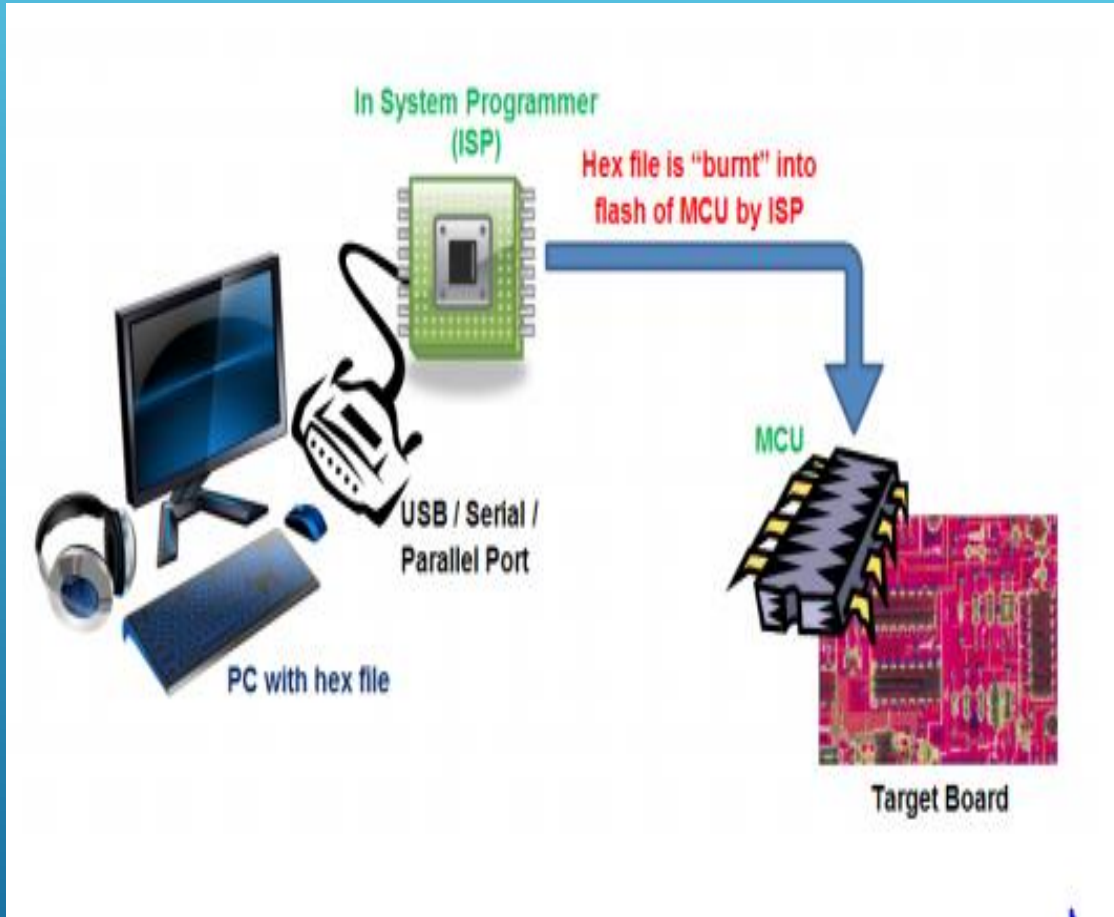 In System Programmer
(ISP)
Hex file is “burnt” into
flash of MCU by ISP
MCU
USB / Serial /
Parallel Port
PC with hex file
Target Board